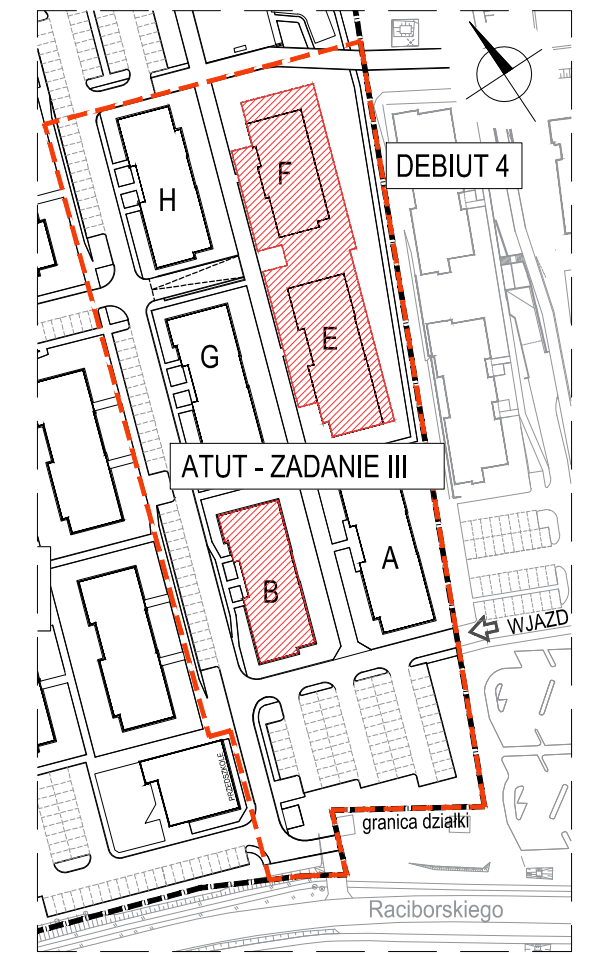 DEBIUT 4
F
H
E
G
ATUT - ZADANIE III
B
A
WJAZD
PRZEDSZKOLE
granica działki
Raciborskiego